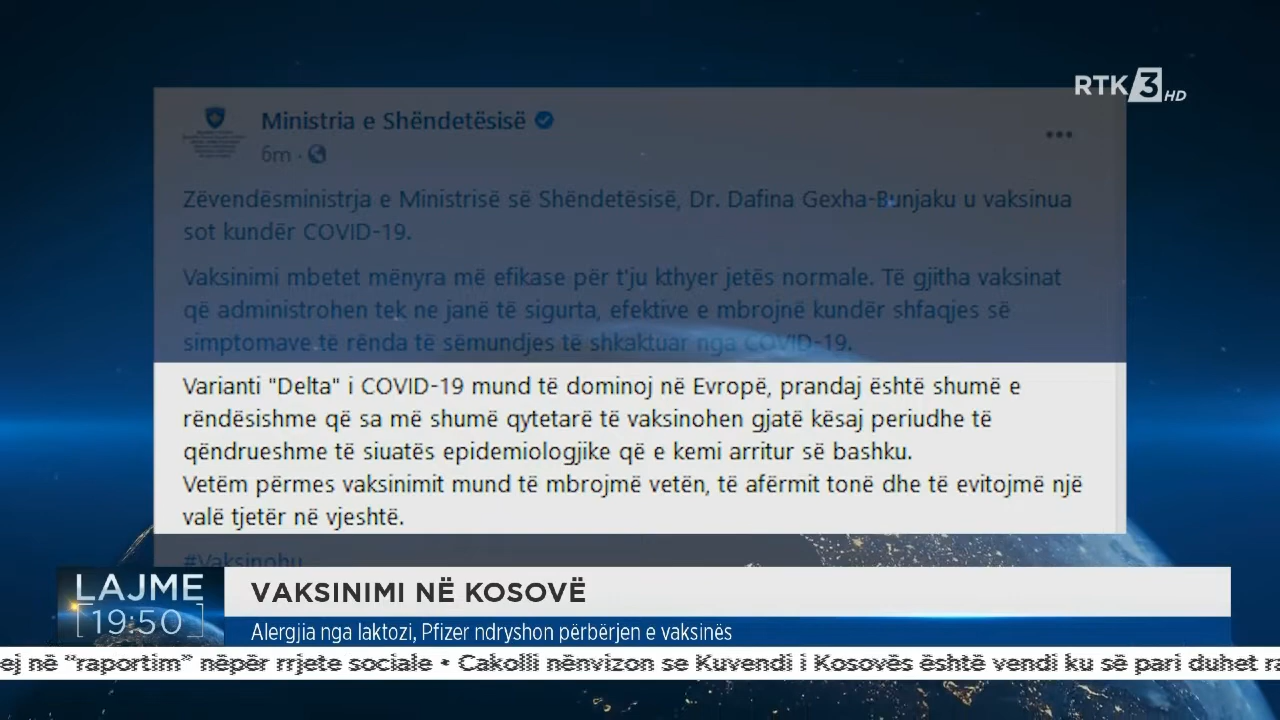 RTK 3 HD
Ministria e Shëndetësisë
6m ·
Zëvendësministrja e Ministrisë së Shëndetësisë, Dr. Dafina Gexha-Bunjaku u vaksinua
sot kundër COVID-19.
Vaksinimi mbetet mënyra më efikase për t'ju kthyer jetës normale. Të gjitha vaksinat
që administrohen tek ne janë të sigurta, efektive e mbrojnë kundër shfaqjes së
simptomave të rënda të sëmundjes të shkaktuar nga COVID-19.
Varianti "Delta" i COVID-19 mund të dominoj në Evropë, prandaj është shumë e
rëndësishme që sa më shumë qytetarë të vaksinohen gjatë kësaj periudhe të
qëndrueshme të siuatës epidemiologjike që e kemi arritur së bashku.
Vetëm përmes vaksinimit mund të mbrojmë vetën, të afërmit tonë dhe të evitojmë një
valë tjetër në vjeshtë.
#Vaksinohu
LAJME
19:50
VAKSINIMI NË KOSOVË
Alergjia nga laktozi, Pfizer ndryshon përbërjen e vaksinës
ej në “raportim” nëpër rrjete sociale • Cakolli nënvizon se Kuvendi i Kosovës është vendi ku së pari duhet ra